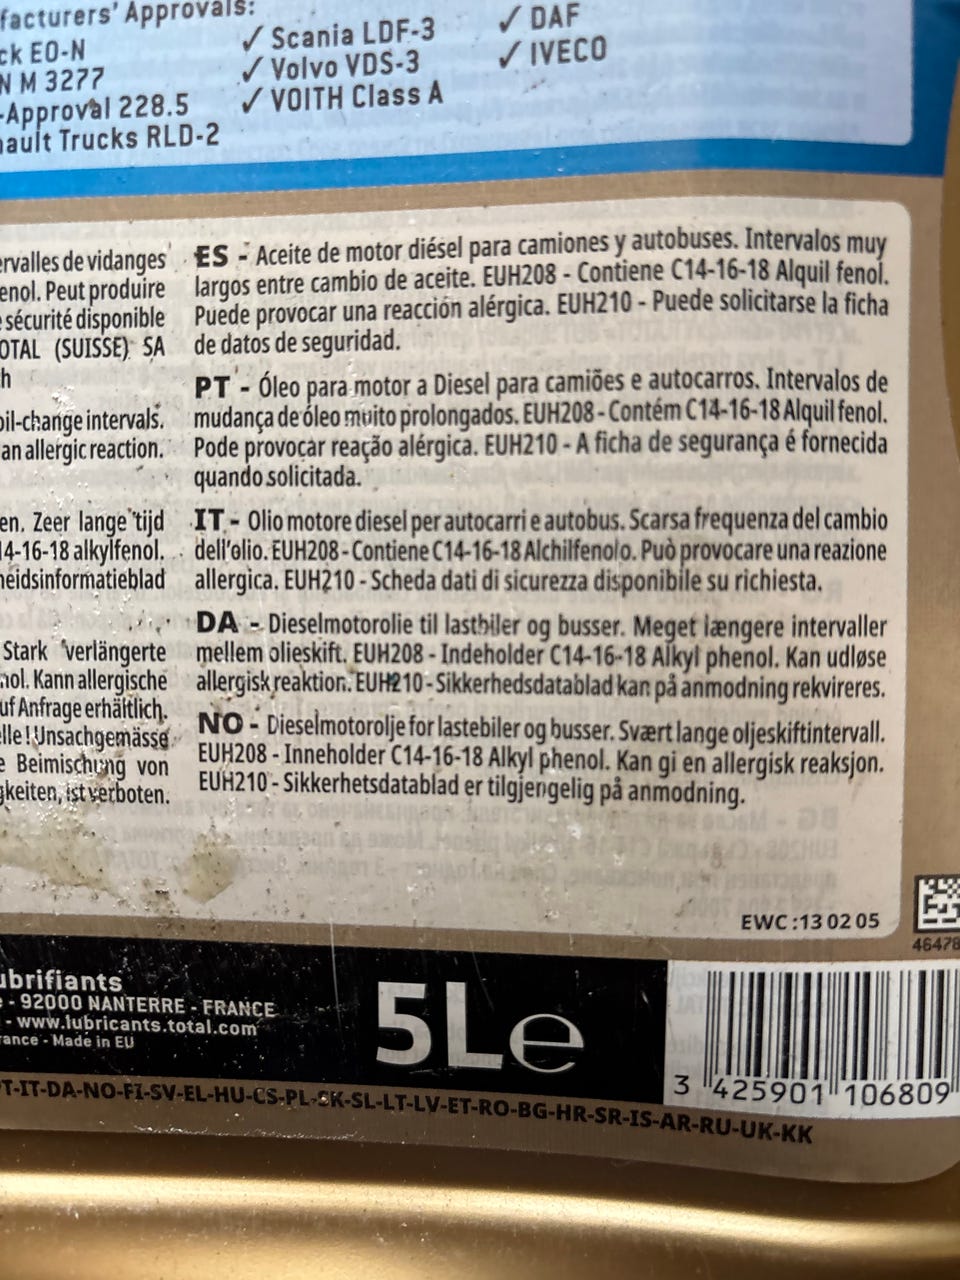 facturers' Approvals:
ck EO-N
N M 3277
-Approval 228.5
nault Trucks RLD-2
✓ Scania LDF-3
✓ Volvo VDS-3
✓ VOITH Class A
✓ DAF
✓ IVECO
ervalles de vidanges
enol. Peut produire
sécurité disponible
OTAL (SUISSE) SA
h
oil-change intervals.
an allergic reaction.
en. Zeer lange tijd
14-16-18 alkylfenol.
heidsinformatieblad
Stark verlängerte
nol. Kann allergische
uf Anfrage erhältlich.
elle ! Unsachgemässe
e Beimischung von
gkeiten, ist verboten.
ES - Aceite de motor diésel para camiones y autobuses. Intervalos muy
largos entre cambio de aceite. EUH208 - Contiene C14-16-18 Alquil fenol.
Puede provocar una reacción alérgica. EUH210 - Puede solicitarse la ficha
de datos de seguridad.
PT - Óleo para motor a Diesel para camiões e autocarros. Intervalos de
mudança de óleo muito prolongados. EUH208 - Contém C14-16-18 Alquil fenol.
Pode provocar reação alérgica. EUH210 - A ficha de segurança é fornecida
quando solicitada.
IT - Olio motore diesel per autocarri e autobus. Scarsa frequenza del cambio
dell'olio. EUH208 - Contiene C14-16-18 Alchilfenolo. Può provocare una reazione
allergica. EUH210 - Scheda dati di sicurezza disponibile su richiesta.
DA - Dieselmotorolie til lastbiler og busser. Meget længere intervaller
mellem olieskift. EUH208 - Indeholder C14-16-18 Alkyl phenol. Kan udløse
allergisk reaktion. EUH210 - Sikkerhedsdatablad kan på anmodning rekvireres.
NO - Dieselmotorolje for lastebiler og busser. Svært lange oljeskiftintervall.
EUH208 - Inneholder C14-16-18 Alkyl phenol. Kan gi en allergisk reaksjon.
EUH210 - Sikkerhetsdatablad er tilgjengelig på anmodning.
EWC :13 02 05
46478
ubrifiants
e - 92000 NANTERRE - FRANCE
- www.lubricants.total.com
rance - Made in EU
5L e
3 425901 106809
PT-IT-DA-NO-FI-SV-EL-HU-CS-PL-SK-SL-LT-LV-ET-RO-BG-HR-SR-IS-AR-RU-UK-KK